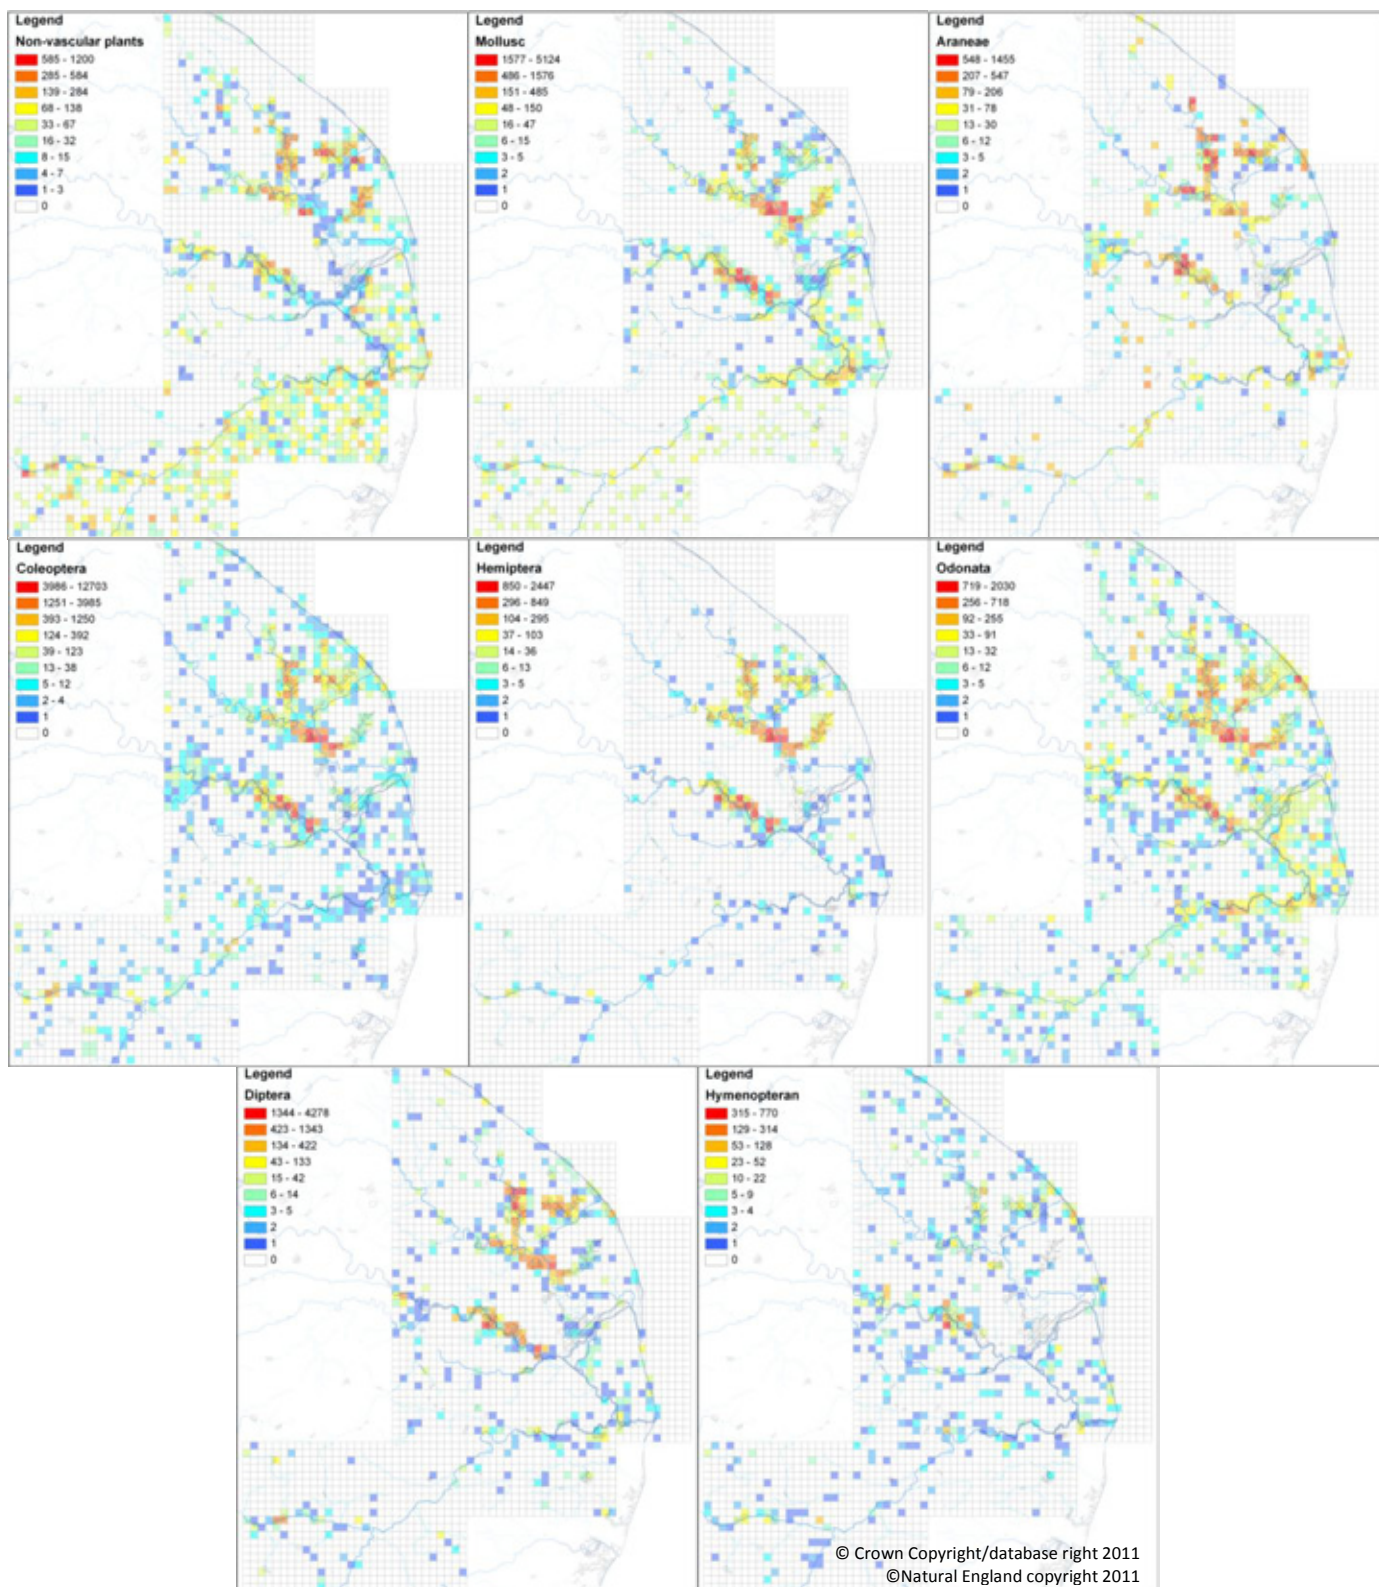 Legend
Non-vascular plants
585 - 1200
285 - 584
139 - 284
68 - 138
33 - 67
16 - 32
8 - 15
4 - 7
1 - 3
0
Legend
Mollusc
1577 - 5124
486 - 1576
151 - 485
48 - 150
16 - 47
6 - 15
3 - 5
2
1
0
Legend
Araneae
548 - 1455
207 - 547
79 - 206
31 - 78
13 - 30
6 - 12
3 - 5
2
1
0
Legend
Coleoptera
3986 - 12703
1251 - 3985
393 - 1250
124 - 392
39 - 123
13 - 38
5 - 12
2 - 4
1
0
Legend
Hemiptera
850 - 2447
296 - 849
104 - 295
37 - 103
14 - 36
6 - 13
3 - 5
2
1
0
Legend
Odonata
719 - 2030
256 - 718
92 - 255
33 - 91
13 - 32
6 - 12
3 - 5
2
1
0
Legend
Diptera
1344 - 4278
423 - 1343
134 - 422
43 - 133
15 - 42
6 - 14
3 - 5
2
1
0
Legend
Hymenopteran
315 - 770
129 - 314
53 - 128
23 - 52
10 - 22
5 - 9
3 - 4
2
1
0
© Crown Copyright/database right 2011
©Natural England copyright 2011